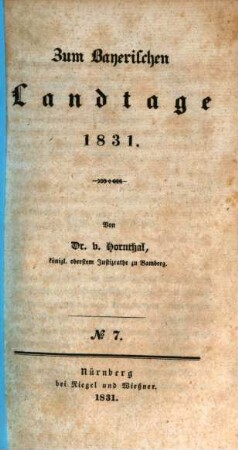 Zum Bayerischen
Landtage
1831.
Von
Dr. v. Hornthal,
königl. oberstem Justizrathe zu Bamberg.
№ 7.
Nürnberg
bei Riegel und Wießner.
1831.